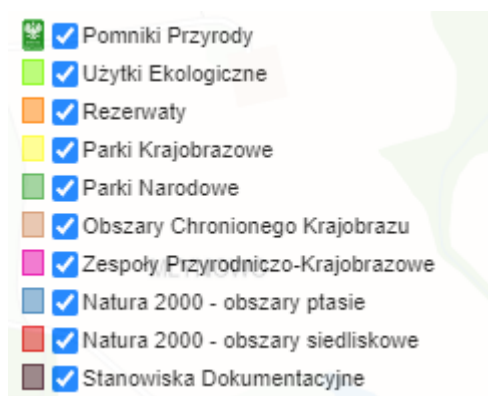 Pomniki Przyrody
Użytki Ekologiczne
Rezerwaty
Parki Krajobrazowe
Parki Narodowe
Obszary Chronionego Krajobrazu
Zespoły Przyrodniczo-Krajobrazowe
Natura 2000 - obszary ptasie
Natura 2000 - obszary siedliskowe
Stanowiska Dokumentacyjne